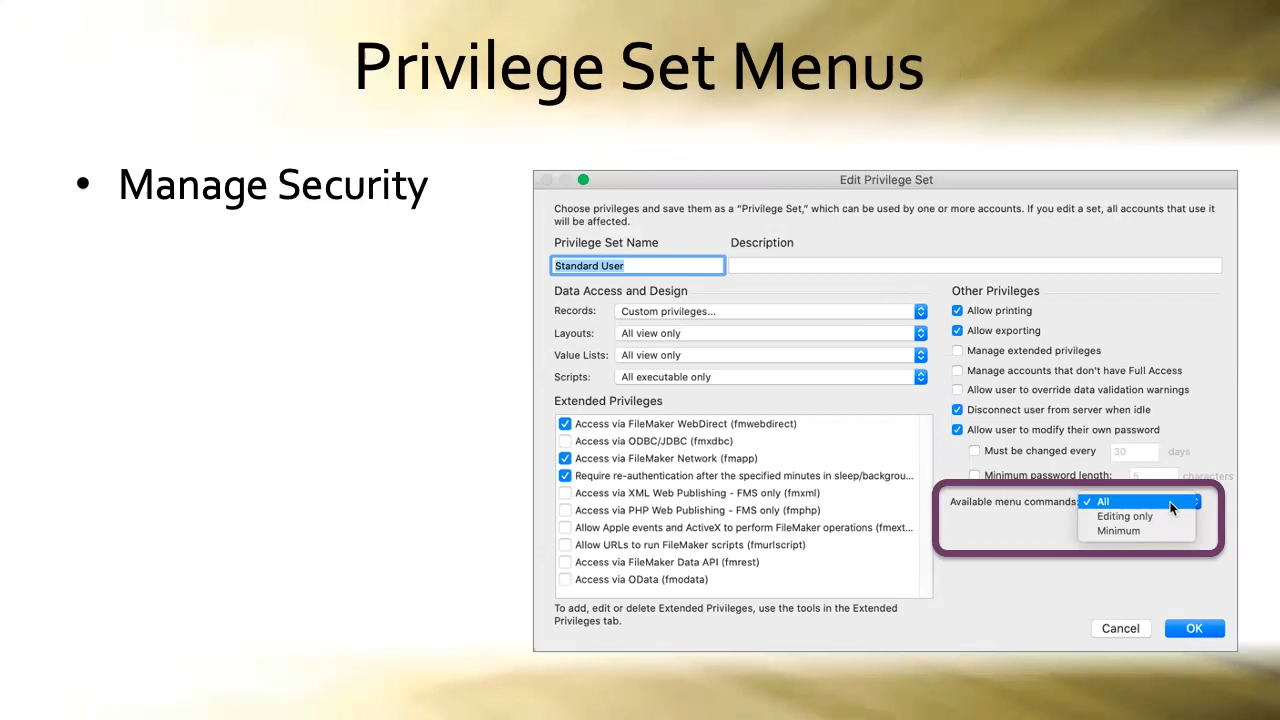 Privilege Set Menus
• Manage Security
Edit Privilege Set
Choose privileges and save them as a “Privilege Set,” which can be used by one or more accounts. If you edit a set, all accounts that use it
will be affected.
Privilege Set Name
Description
Standard User
Data Access and Design
Records: Custom privileges...
Layouts: All view only
Value Lists: All view only
Scripts: All executable only
Extended Privileges
Access via FileMaker WebDirect (fmwebdirect)
Access via ODBC/JDBC (fmxdbc)
Access via FileMaker Network (fmapp)
Require re-authentication after the specified minutes in sleep/backgrou...
Access via XML Web Publishing - FMS only (fmxml)
Access via PHP Web Publishing - FMS only (fmphp)
Allow Apple events and ActiveX to perform FileMaker operations (fmext...
Allow URLs to run FileMaker scripts (fmurlscript)
Access via FileMaker Data API (fmrest)
Access via OData (fmodata)
To add, edit or delete Extended Privileges, use the tools in the Extended
Privileges tab.
Other Privileges
Allow printing
Allow exporting
Manage extended privileges
Manage accounts that don't have Full Access
Allow user to override data validation warnings
Disconnect user from server when idle
Allow user to modify their own password
Must be changed every 30 days
Minimum password length: 5 characters
Available menu commands: ✓ All
Editing only
Minimum
Cancel
OK